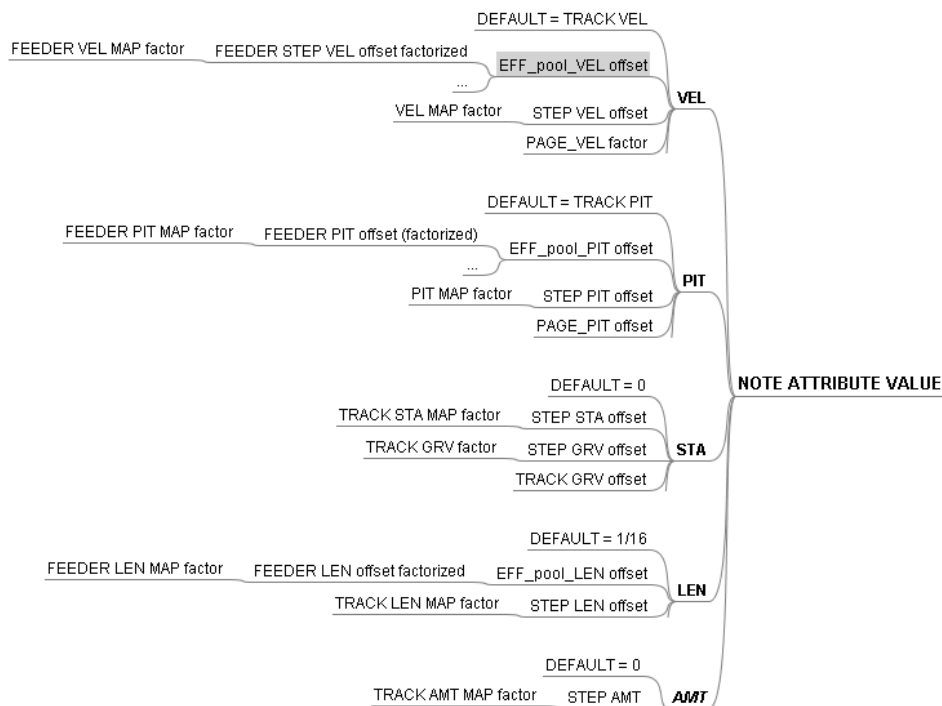 DEFAULT = TRACK VEL
FEEDER VEL MAP factor
FEEDER STEP VEL offset factorized
EFF_pool_VEL offset
...
VEL MAP factor
STEP VEL offset
PAGE_VEL factor
VEL
DEFAULT = TRACK PIT
FEEDER PIT MAP factor
FEEDER PIT offset (factorized)
EFF_pool_PIT offset
...
PIT MAP factor
STEP PIT offset
PAGE_PIT offset
PIT
NOTE ATTRIBUTE VALUE
DEFAULT = 0
TRACK STA MAP factor
STEP STA offset
TRACK GRV factor
STEP GRV offset
TRACK GRV offset
STA
DEFAULT = 1/16
FEEDER LEN MAP factor
FEEDER LEN offset factorized
EFF_pool_LEN offset
TRACK LEN MAP factor
STEP LEN offset
LEN
DEFAULT = 0
TRACK AMT MAP factor
STEP AMT
AMT